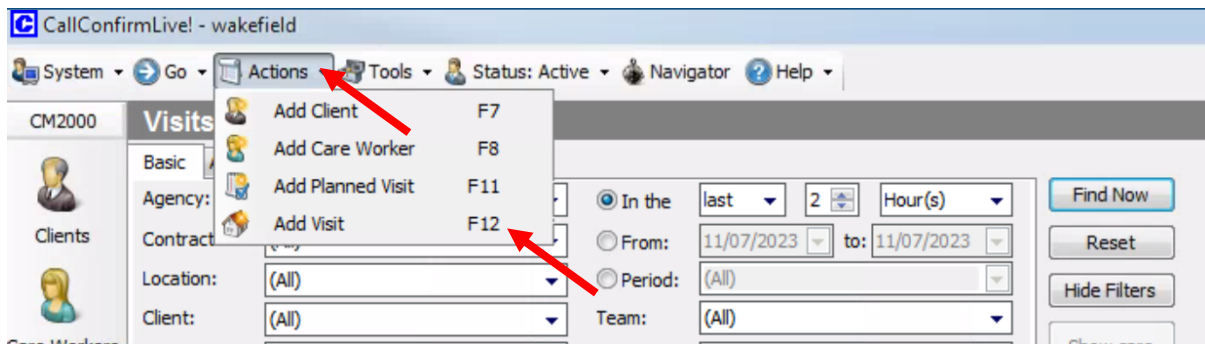 CallConfirmLive! - wakefield
System Go Actions Tools Status: Active Navigator Help
CM2000
Visits
Add Client F7
Add Care Worker F8
Add Planned Visit F11
Add Visit F12
Basic
Agency:
In the last 2 Hour(s)
Find Now
Clients
Contract
From: 11/07/2023 to: 11/07/2023
Reset
Location: (All)
Period: (All)
Hide Filters
Client: (All)
Team: (All)
Care Workers